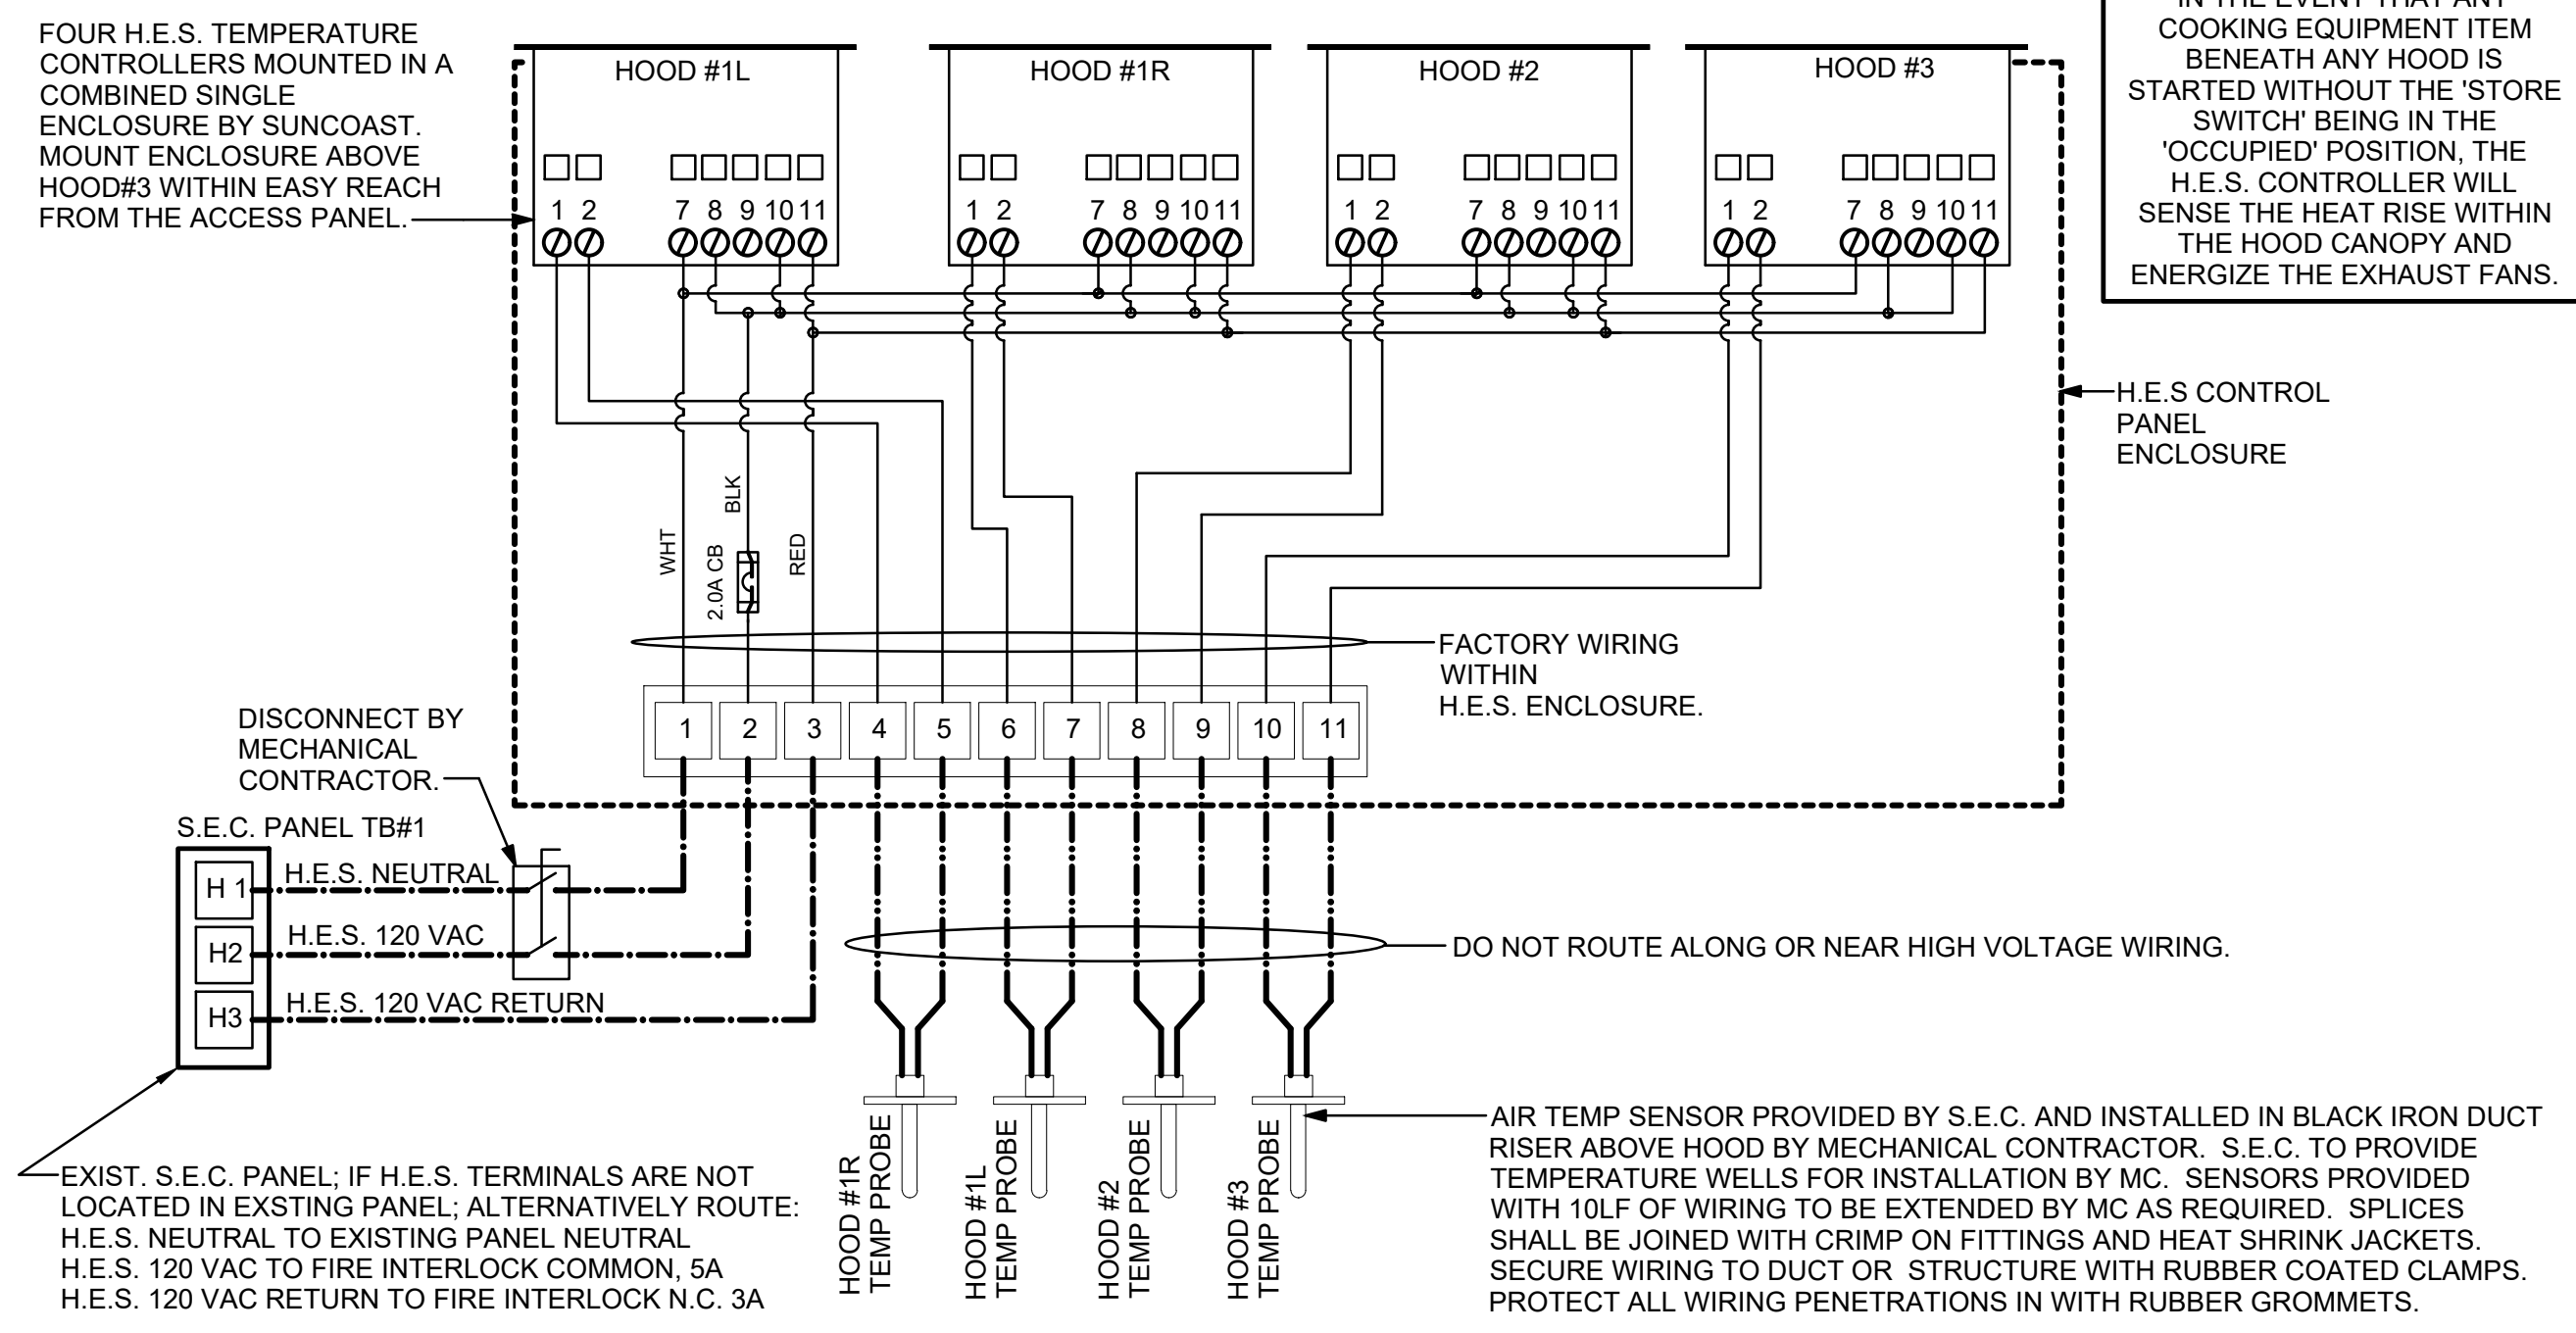 FOUR H.E.S. TEMPERATURE
CONTROLLERS MOUNTED IN A
COMBINED SINGLE
ENCLOSURE BY SUNCOAST.
MOUNT ENCLOSURE ABOVE
HOOD#3 WITHIN EASY REACH
FROM THE ACCESS PANEL.
HOOD #1L
1 2 7 8 9 10 11
HOOD #1R
1 2 7 8 9 10 11
HOOD #2
1 2 7 8 9 10 11
HOOD #3
1 2 7 8 9 10 11
IN THE EVENT THAT ANY
COOKING EQUIPMENT ITEM
BENEATH ANY HOOD IS
STARTED WITHOUT THE 'STORE
SWITCH' BEING IN THE
'OCCUPIED' POSITION, THE
H.E.S. CONTROLLER WILL
SENSE THE HEAT RISE WITHIN
THE HOOD CANOPY AND
ENERGIZE THE EXHAUST FANS.
H.E.S CONTROL
PANEL
ENCLOSURE
WHT
BLK
2.0A CB
RED
FACTORY WIRING
WITHIN
H.E.S. ENCLOSURE.
1 2 3 4 5 6 7 8 9 10 11
DISCONNECT BY
MECHANICAL
CONTRACTOR.
S.E.C. PANEL TB#1
H 1 H.E.S. NEUTRAL
H2 H.E.S. 120 VAC
H3 H.E.S. 120 VAC RETURN
DO NOT ROUTE ALONG OR NEAR HIGH VOLTAGE WIRING.
EXIST. S.E.C. PANEL; IF H.E.S. TERMINALS ARE NOT
LOCATED IN EXSTING PANEL; ALTERNATIVELY ROUTE:
H.E.S. NEUTRAL TO EXISTING PANEL NEUTRAL
H.E.S. 120 VAC TO FIRE INTERLOCK COMMON, 5A
H.E.S. 120 VAC RETURN TO FIRE INTERLOCK N.C. 3A
HOOD #1R
TEMP PROBE
HOOD #1L
TEMP PROBE
HOOD #2
TEMP PROBE
HOOD #3
TEMP PROBE
AIR TEMP SENSOR PROVIDED BY S.E.C. AND INSTALLED IN BLACK IRON DUCT
RISER ABOVE HOOD BY MECHANICAL CONTRACTOR. S.E.C. TO PROVIDE
TEMPERATURE WELLS FOR INSTALLATION BY MC. SENSORS PROVIDED
WITH 10LF OF WIRING TO BE EXTENDED BY MC AS REQUIRED. SPLICES
SHALL BE JOINED WITH CRIMP ON FITTINGS AND HEAT SHRINK JACKETS.
SECURE WIRING TO DUCT OR STRUCTURE WITH RUBBER COATED CLAMPS.
PROTECT ALL WIRING PENETRATIONS IN WITH RUBBER GROMMETS.